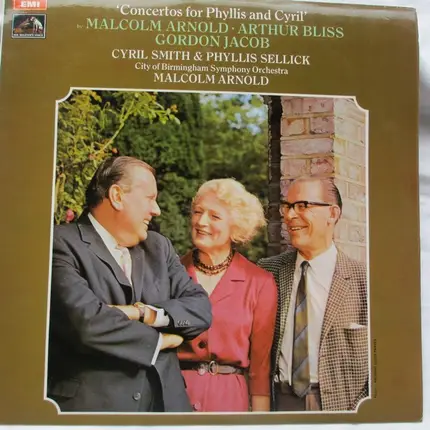 EMI
'Concertos for Phyllis and Cyril'
by MALCOLM ARNOLD · ARTHUR BLISS
GORDON JACOB
CYRIL SMITH & PHYLLIS SELLICK
City of Birmingham Symphony Orchestra
MALCOLM ARNOLD